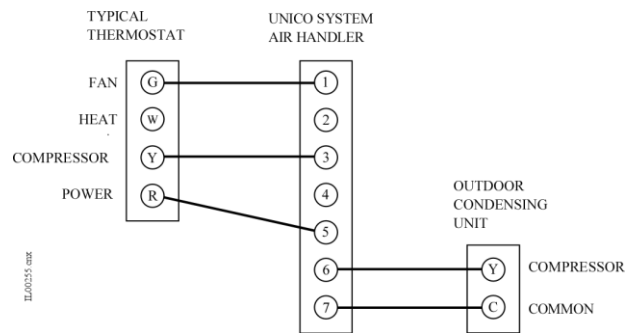 TYPICAL
THERMOSTAT
UNICO SYSTEM
AIR HANDLER
FAN
G
1
HEAT
W
2
COMPRESSOR
Y
3
POWER
R
4
5
OUTDOOR
CONDENSING
UNIT
6
Y
COMPRESSOR
7
C
COMMON
IL00255.cnx